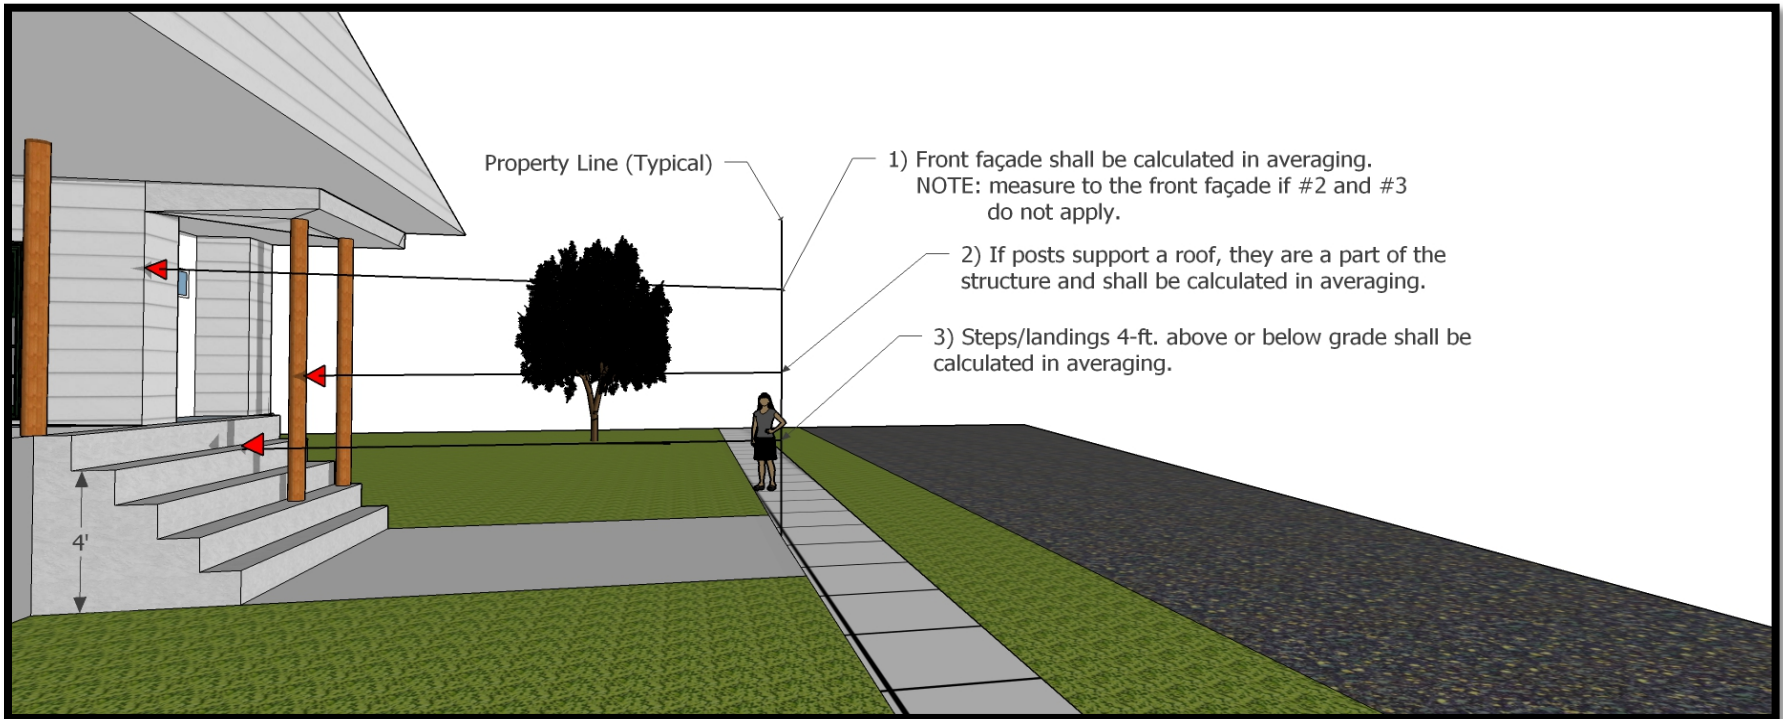 Property Line (Typical)
1) Front façade shall be calculated in averaging.
NOTE: measure to the front façade if #2 and #3
do not apply.
2) If posts support a roof, they are a part of the
structure and shall be calculated in averaging.
3) Steps/landings 4-ft. above or below grade shall be
calculated in averaging.
4'